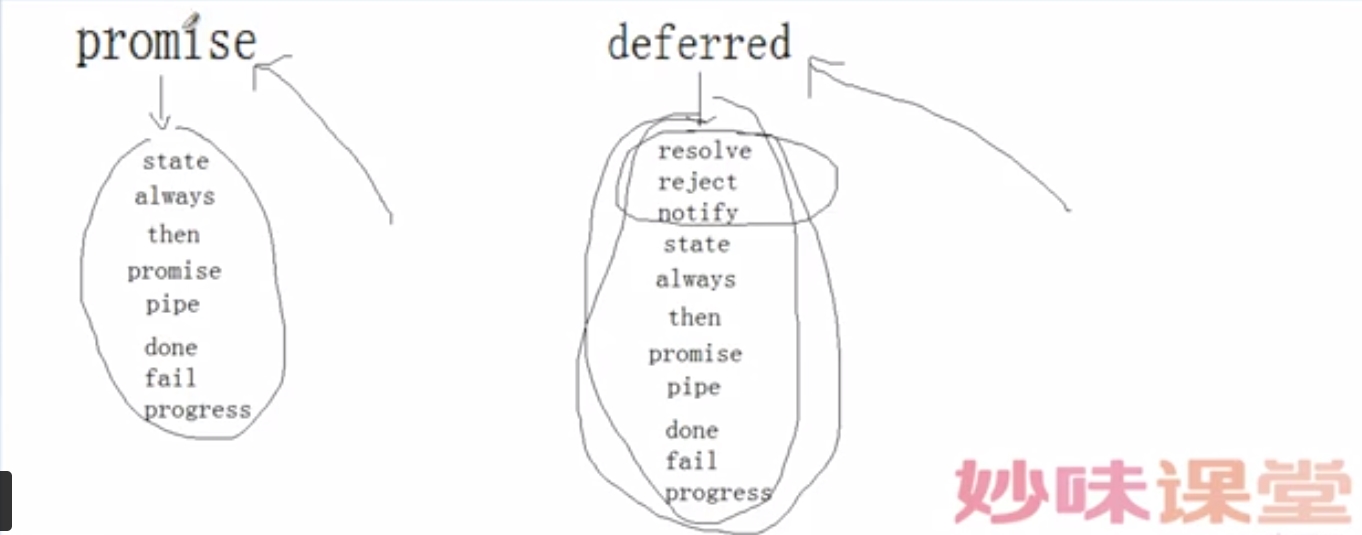 promise
state
always
then
promise
pipe
done
fail
progress
deferred
resolve
reject
notify
state
always
then
promise
pipe
done
fail
progress
妙味课堂